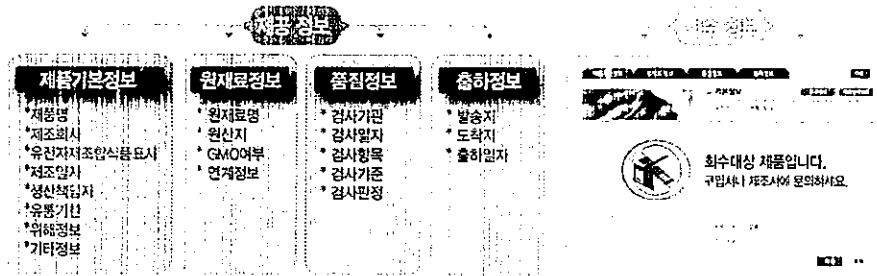 제품정보
제품기본정보
*제품명
*제조회사
*유전자재조합식품표시
*제조일자
*생산책임자
*유통기한
*위해정보
*기타정보
원재료정보
*원재료명
*원산지
*GMO여부
*연계정보
품질정보
*검사기관
*검사일자
*검사항목
*검사기준
*검사판정
출하정보
*발송지
*도착지
*출하일자
회수대상 제품입니다.
구입처나 제조사에 문의하세요.